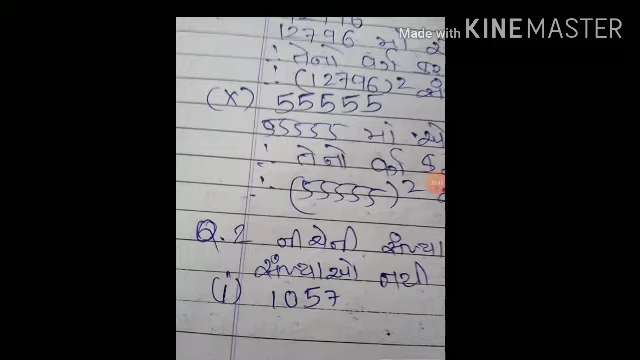 Made with KINEMASTER
12796 માં
∴ તેનો વર્ગ
∴ (12796)²
(x) 55555
55555 માં
∴ તેનો વર્ગ
∴ (55555)²
Q.2 નીચેની સંખ્યા
સંખ્યાઓ નથી
(i) 1057